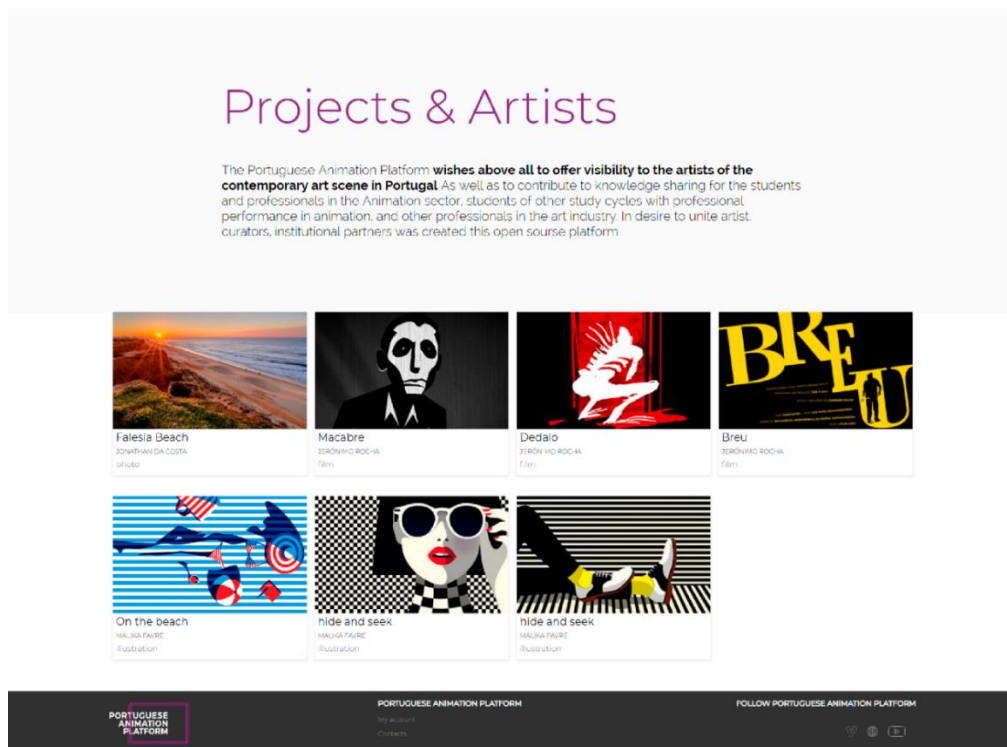 Projects & Artists
The Portuguese Animation Platform wishes above all to offer visibility to the artists of the
contemporary art scene in Portugal. As well as to contribute to knowledge sharing for the students
and professionals in the Animation sector, students of other study cycles with professional
performance in animation, and other professionals in the art industry. In desire to unite artist,
curators, institutional partners was created this open sourse platform
BREU
Falesia Beach
JONATHAN DA COSTA
photo
Macabre
JERÓNIMO ROCHA
film
Dedalo
JERÓNIMO ROCHA
film
Breu
JERÓNIMO ROCHA
film
On the beach
MALIKA FAVRE
illustration
hide and seek
MALIKA FAVRE
illustration
hide and seek
MALIKA FAVRE
illustration
PORTUGUESE
ANIMATION
PLATFORM
PORTUGUESE ANIMATION PLATFORM
My account
Contacts
FOLLOW PORTUGUESE ANIMATION PLATFORM